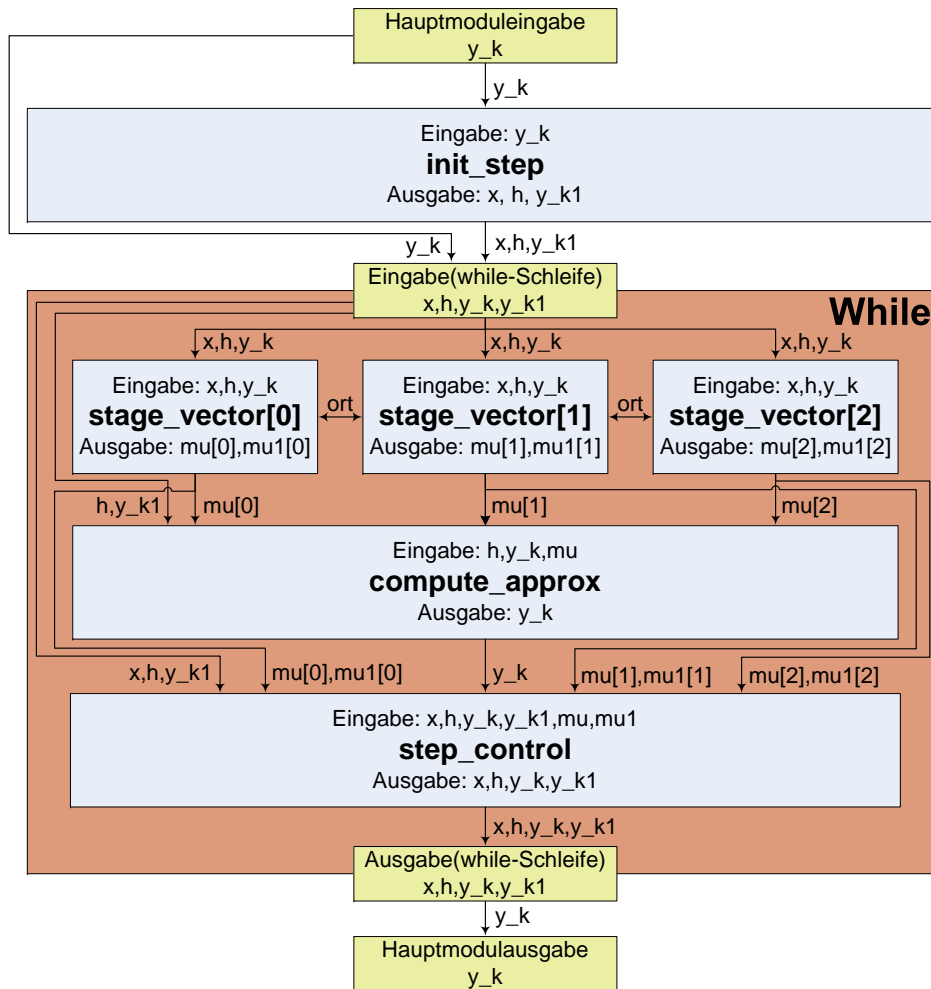 Hauptmoduleingabe
y_k
y_k
Eingabe: y_k
init_step
Ausgabe: x, h, y_k1
y_k
x,h,y_k1
Eingabe(while-Schleife)
x,h,y_k,y_k1
While
x,h,y_k
x,h,y_k
x,h,y_k
Eingabe: x,h,y_k
stage_vector[0]
Ausgabe: mu[0],mu1[0]
ort
Eingabe: x,h,y_k
stage_vector[1]
Ausgabe: mu[1],mu1[1]
ort
Eingabe: x,h,y_k
stage_vector[2]
Ausgabe: mu[2],mu1[2]
h,y_k1
mu[0]
mu[1]
mu[2]
Eingabe: h,y_k,mu
compute_approx
Ausgabe: y_k
x,h,y_k1
mu[0],mu1[0]
y_k
mu[1],mu1[1]
mu[2],mu1[2]
Eingabe: x,h,y_k,y_k1,mu,mu1
step_control
Ausgabe: x,h,y_k,y_k1
x,h,y_k,y_k1
Ausgabe(while-Schleife)
x,h,y_k,y_k1
y_k
Hauptmodulausgabe
y_k